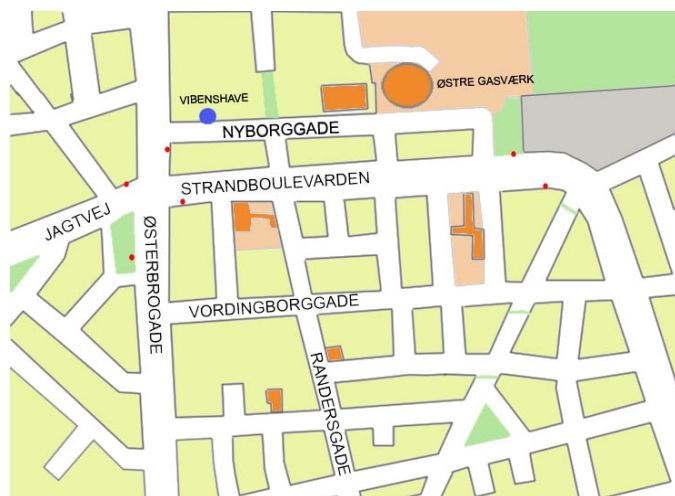 ØSTRE GASVÆRK
VIBENSHAVE
NYBORGGADE
STRANDBOULEVARDEN
JAGTVEJ
ØSTERBROGADE
VORDINGBORGGADE
RANDERSGADE